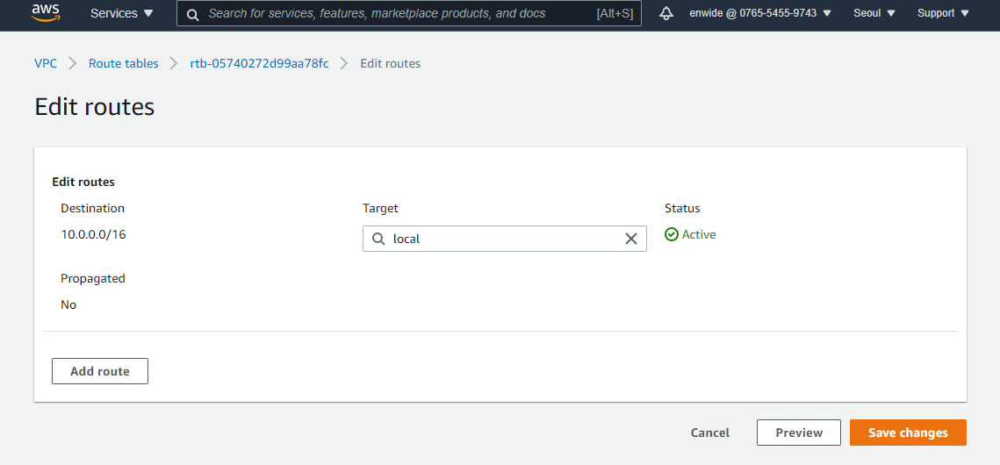 aws Services Search for services, features, marketplace products, and docs [Alt+S] enwide @ 0765-5455-9743 Seoul Support
VPC Route tables rtb-05740272d99aa78fc Edit routes
Edit routes
Edit routes
Destination Target Status
10.0.0.0/16 local Active
Propagated
No
Add route
Cancel Preview Save changes